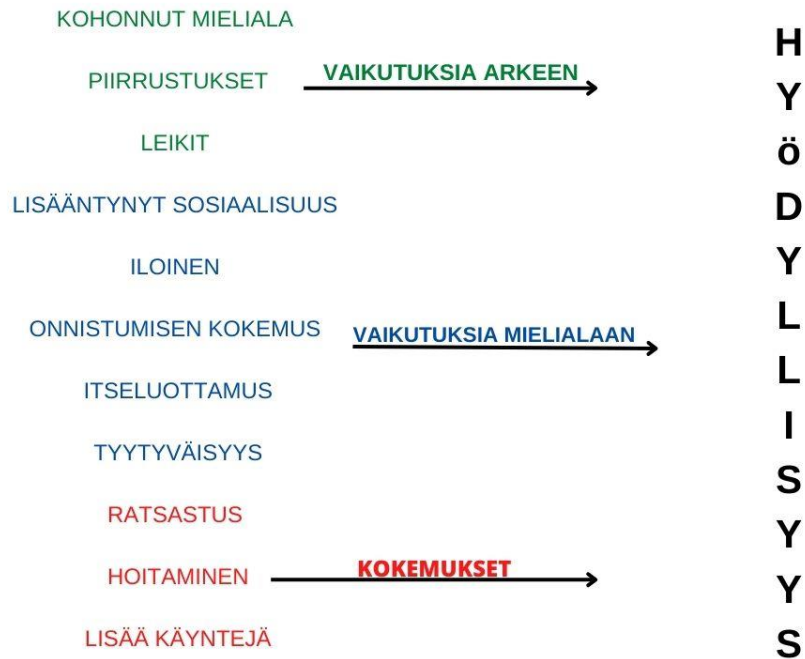 KOHONNUT MIELIALA
PIIRRUSTUKSET
LEIKIT
VAIKUTUKSIA ARKEEN
LISÄÄNTYNYT SOSIAALISUUS
ILOINEN
ONNISTUMISEN KOKEMUS
ITSELUOTTAMUS
TYYTYVÄISYYS
VAIKUTUKSIA MIELIALAAN
RATSASTUS
HOITAMINEN
LISÄÄ KÄYNTEJÄ
KOKEMUKSET
HYöDYLLISYYS